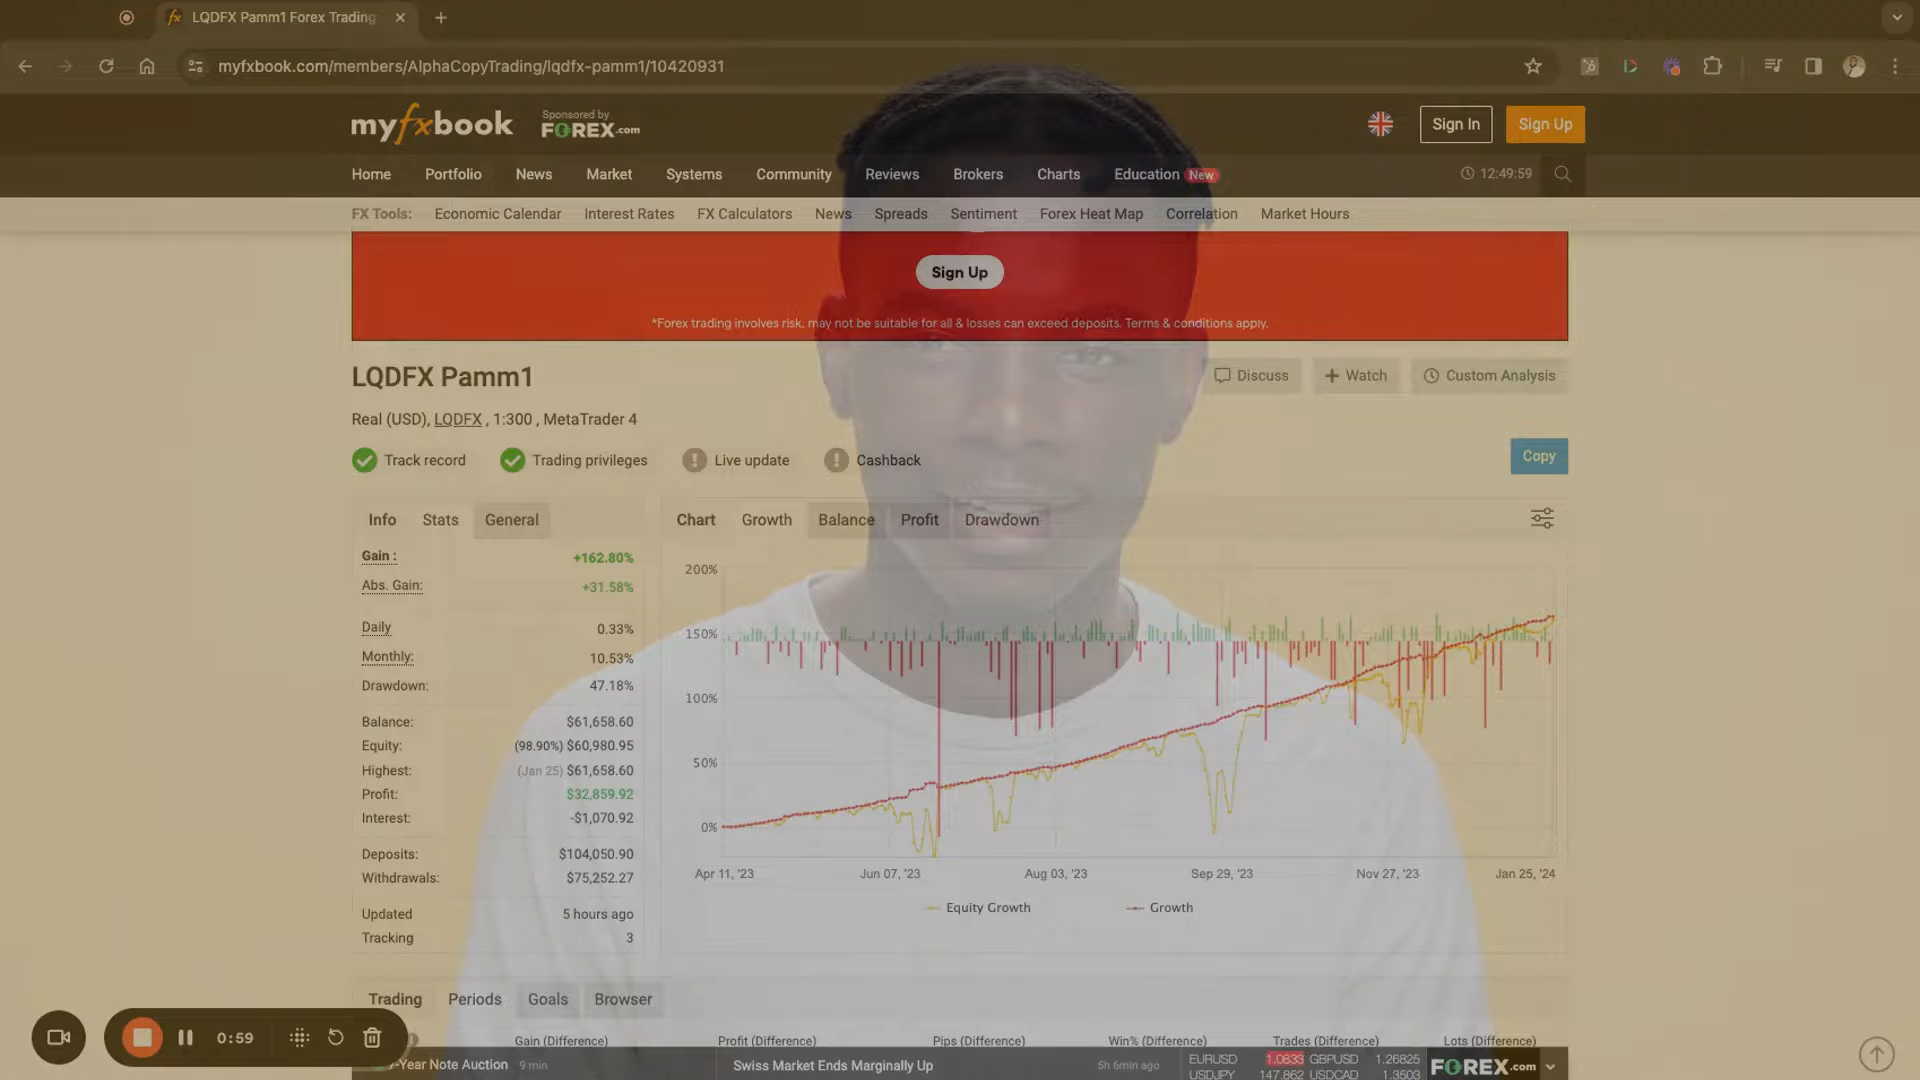 LQDFX Pamm1 Forex Trading
myfxbook.com/members/AlphaCopyTrading/lqdfx-pamm1/10420931
myfxbook Sponsored by FOREX.com Sign In Sign Up
Home Portfolio News Market Systems Community Reviews Brokers Charts Education New 12:49:59
FX Tools: Economic Calendar Interest Rates FX Calculators News Spreads Sentiment Forex Heat Map Correlation Market Hours
Sign Up
*Forex trading involves risk, may not be suitable for all & losses can exceed deposits. Terms & conditions apply.
LQDFX Pamm1 Discuss Watch Custom Analysis
Real (USD), LQDFX , 1:300 , MetaTrader 4
Track record Trading privileges Live update Cashback Copy
Info Stats General
Gain : +162.80%
Abs. Gain: +31.58%
Daily 0.33%
Monthly: 10.53%
Drawdown: 47.18%
Balance: $61,658.60
Equity: (98.90%) $60,980.95
Highest: (Jan 25) $61,658.60
Profit: $32,859.92
Interest: -$1,070.92
Deposits: $104,050.90
Withdrawals: $75,252.27
Updated 5 hours ago
Tracking 3
Chart Growth Balance Profit Drawdown
200%
150%
100%
50%
0%
Apr 11, '23 Jun 07, '23 Aug 03, '23 Sep 29, '23 Nov 27, '23 Jan 25, '24
Equity Growth Growth
Trading Periods Goals Browser
Gain (Difference) Profit (Difference) Pips (Difference) Win% (Difference) Trades (Difference) Lots (Difference)
0:59
-Year Note Auction 9 min Swiss Market Ends Marginally Up 5h 6min ago
EURUSD 1.0833 GBPUSD 1.26825
USDJPY 147.862 USDCAD 1.3503
FOREX.com